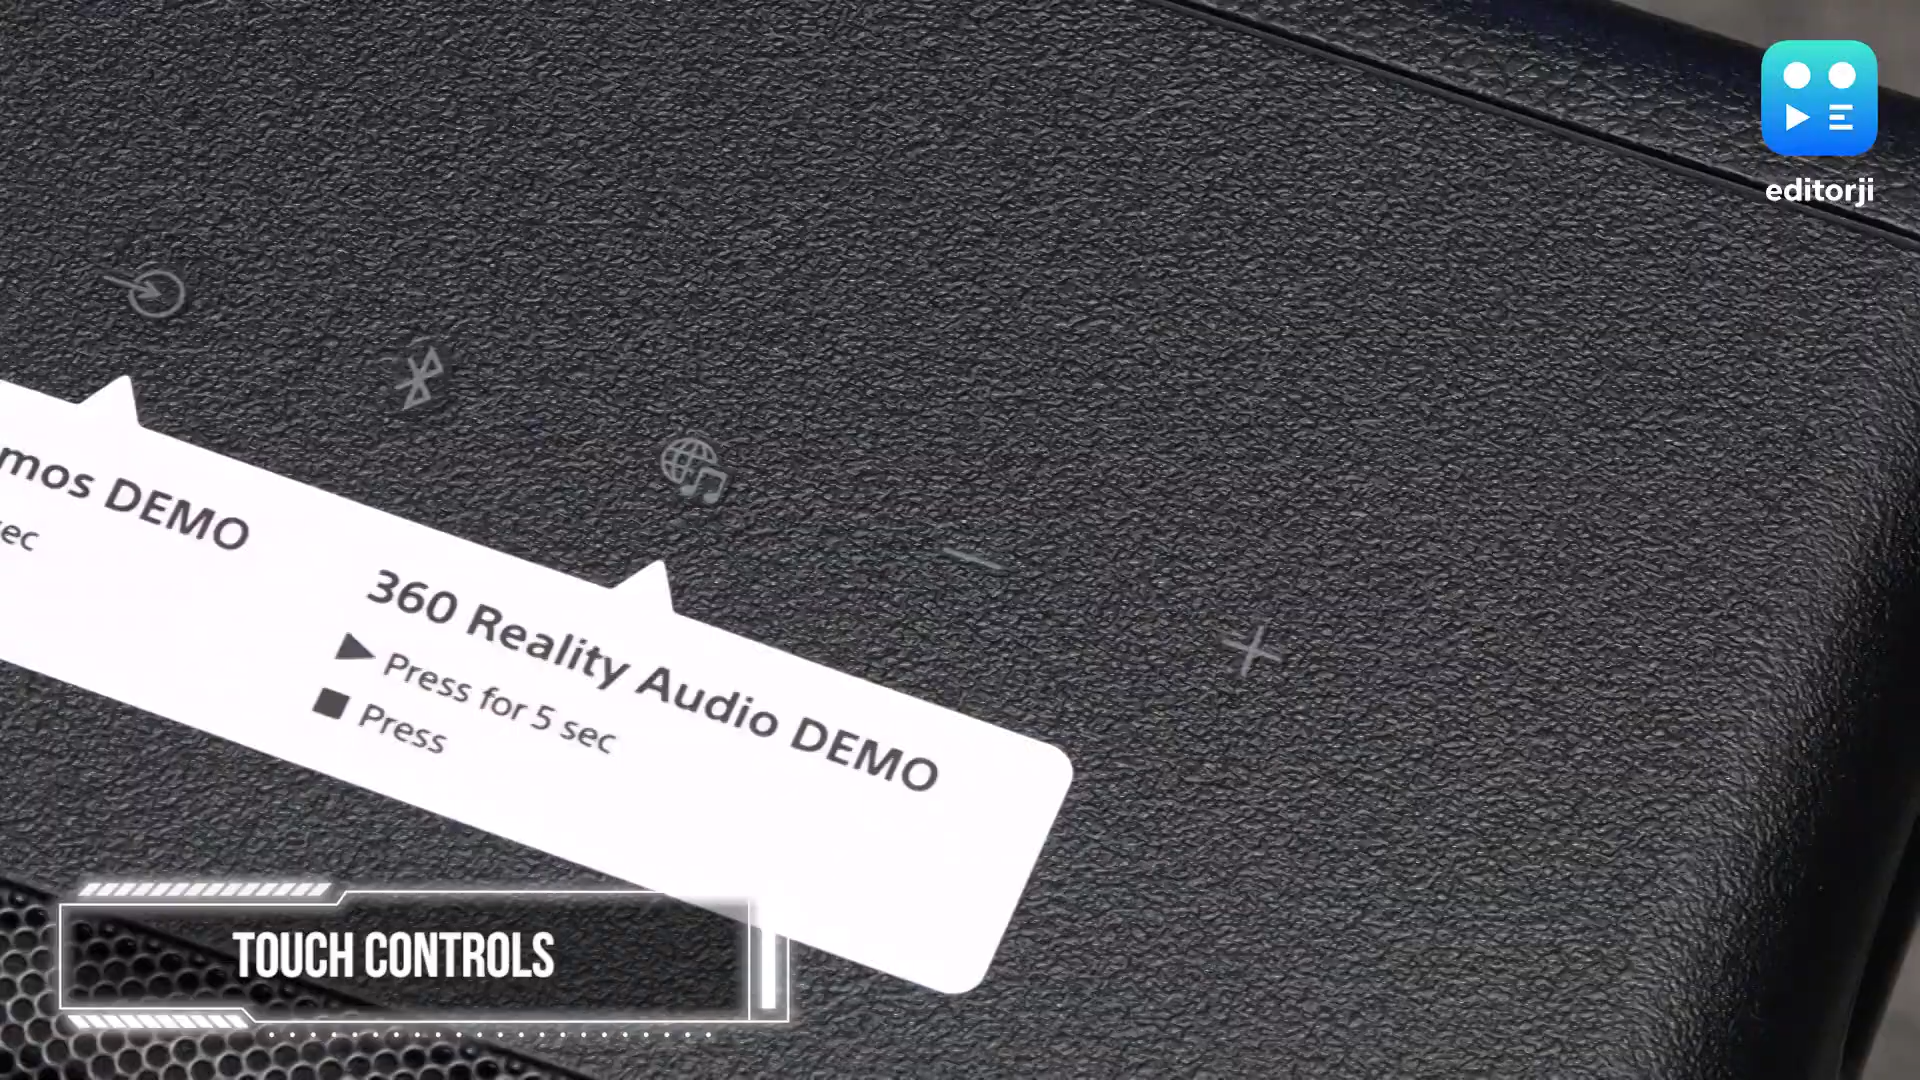 editorji
mos DEMO
ec
360 Reality Audio DEMO
Press for 5 sec
Press
TOUCH CONTROLS